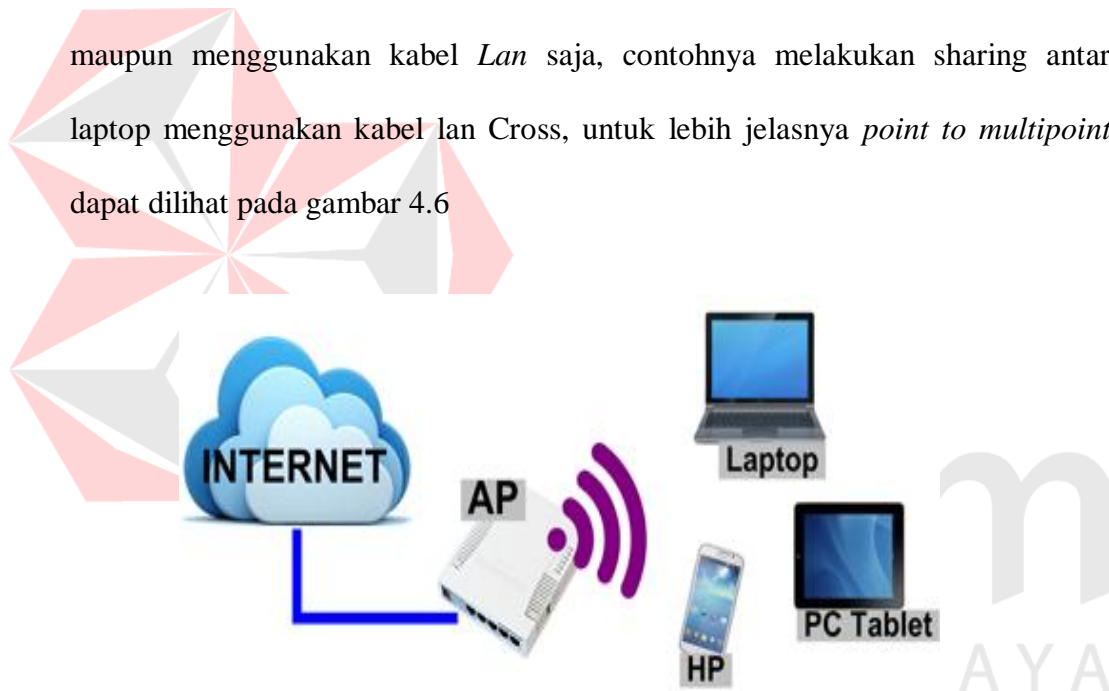 maupun menggunakan kabel Lan saja, contohnya melakukan sharing antar
laptop menggunakan kabel lan Cross, untuk lebih jelasnya point to multipoint
dapat dilihat pada gambar 4.6
INTERNET
AP
Laptop
HP
PC Tablet
m
AYA